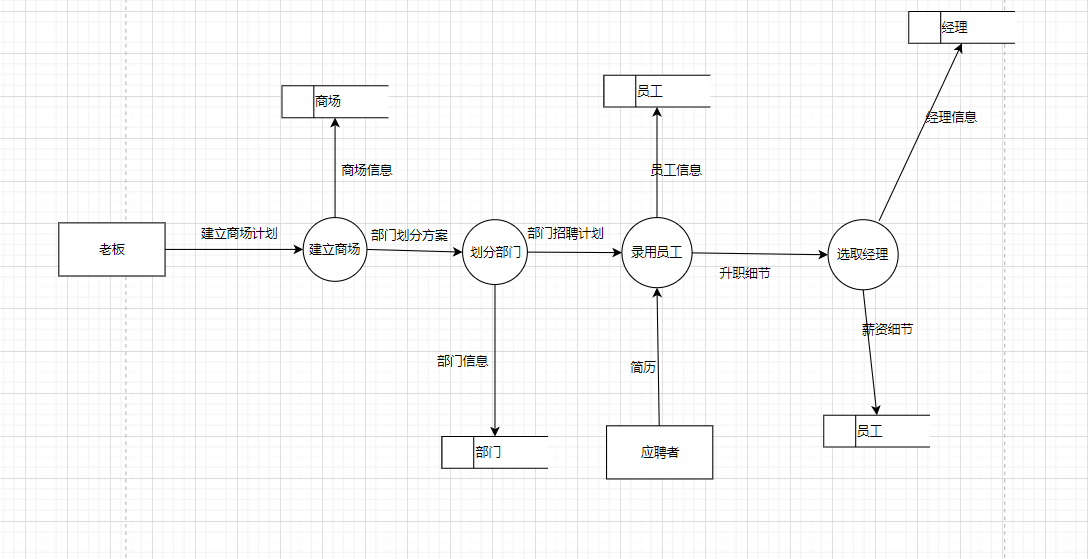 经理
商场
员工
经理信息
商场信息
员工信息
老板
建立商场计划
建立商场
部门划分方案
划分部门
部门招聘计划
录用员工
升职细节
选取经理
部门信息
简历
薪资细节
部门
应聘者
员工